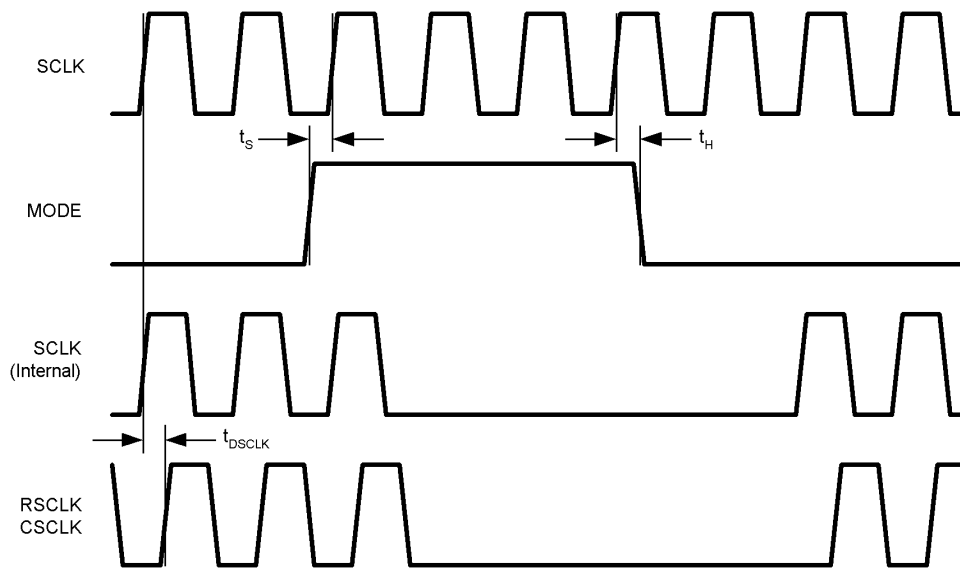 SCLK
tS
tH
MODE
SCLK
(Internal)
tDSCLK
RSCLK
CSCLK